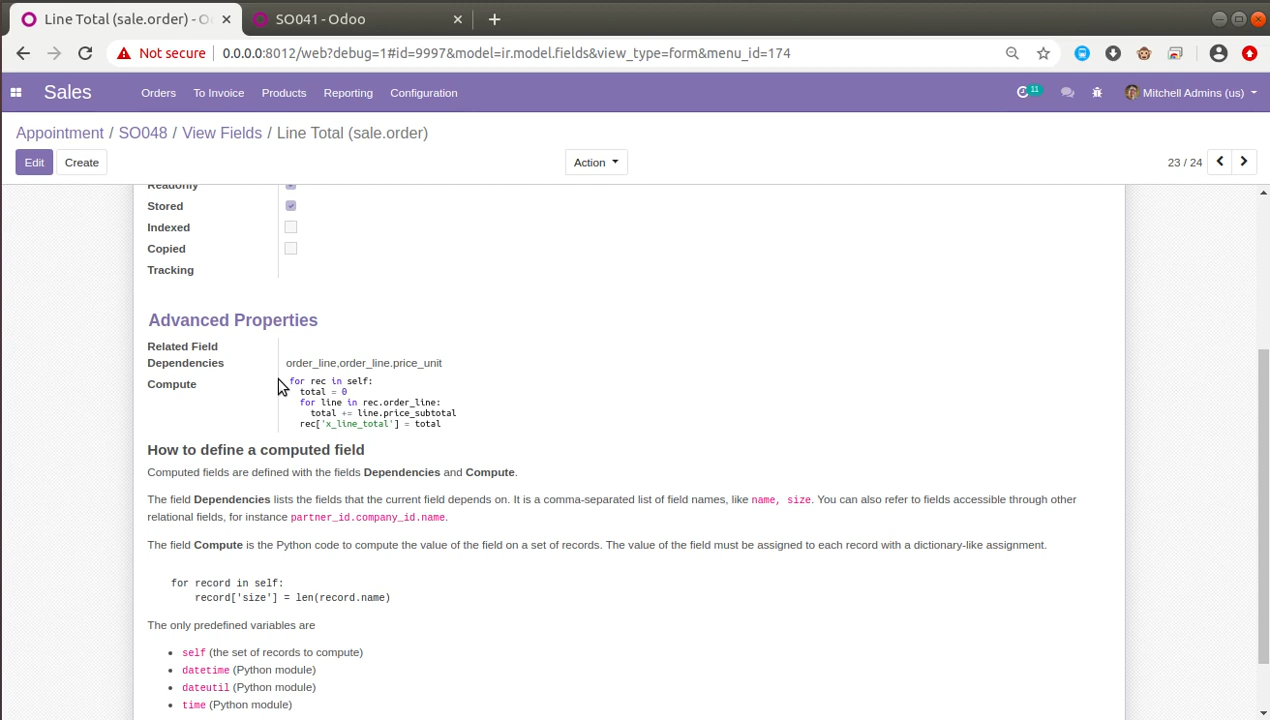 Line Total (sale.order) - O
SO041 - Odoo
Not secure
0.0.0.0:8012/web?debug=1#id=9997&model=ir.model.fields&view_type=form&menu_id=174
Sales
Orders
To Invoice
Products
Reporting
Configuration
11
Mitchell Admins (us)
Appointment / SO048 / View Fields / Line Total (sale.order)
Edit
Create
Action
23 / 24
Readonly
Stored
Indexed
Copied
Tracking
Advanced Properties
Related Field
Dependencies
order_line,order_line.price_unit
Compute
for rec in self:
total = 0
for line in rec.order_line:
total += line.price_subtotal
rec['x_line_total'] = total
How to define a computed field
Computed fields are defined with the fields Dependencies and Compute.
The field Dependencies lists the fields that the current field depends on. It is a comma-separated list of field names, like name, size. You can also refer to fields accessible through other
relational fields, for instance partner_id.company_id.name.
The field Compute is the Python code to compute the value of the field on a set of records. The value of the field must be assigned to each record with a dictionary-like assignment.
for record in self:
record['size'] = len(record.name)
The only predefined variables are
self (the set of records to compute)
datetime (Python module)
dateutil (Python module)
time (Python module)